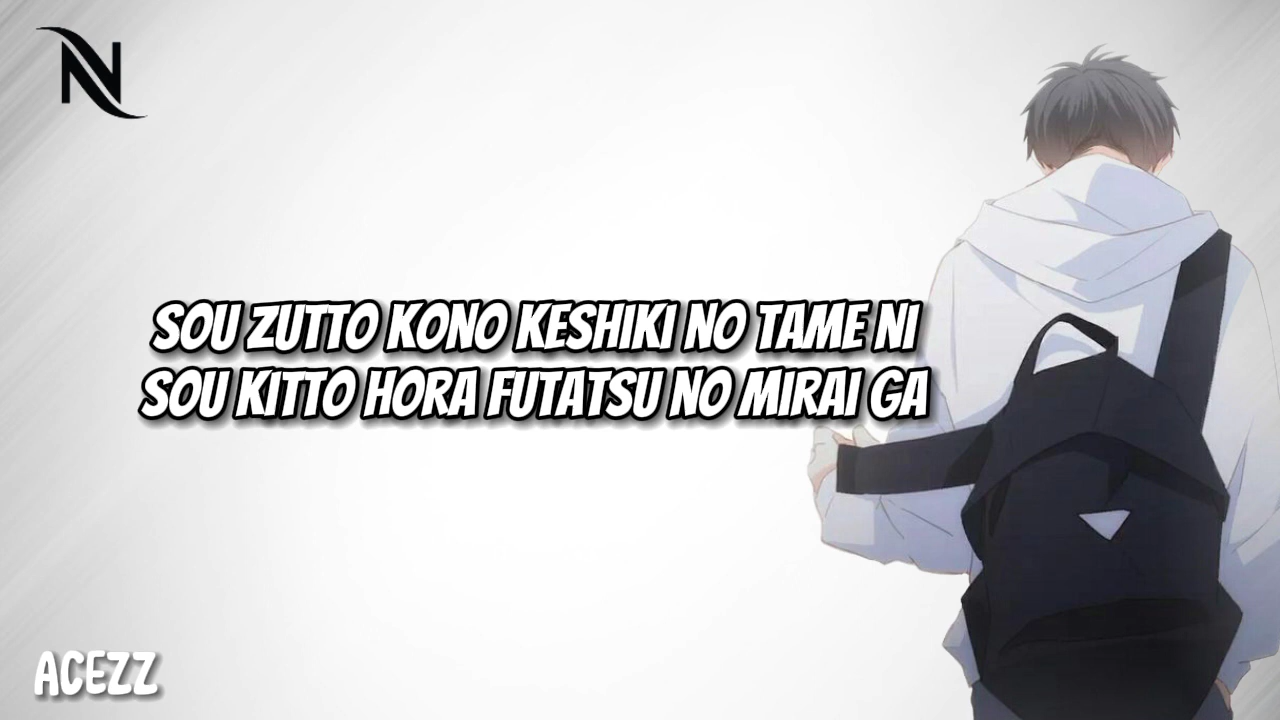 N
SOU ZUTTO KONO KESHIKI NO TAME NI
SOU KITTO HORA FUTATSU NO MIRAI GA
ACEZZ